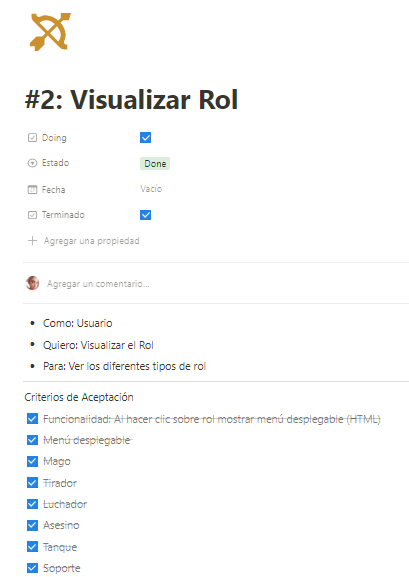 #2: Visualizar Rol
Doing
Estado Done
Fecha Vacío
Terminado
Agregar una propiedad
Agregar un comentario...
• Como: Usuario
• Quiero: Visualizar el Rol
• Para: Ver los diferentes tipos de rol
Criterios de Aceptación
Funcionalidad: Al hacer clic sobre rol mostrar menú desplegable (HTML)
Menú desplegable
Mago
Tirador
Luchador
Asesino
Tanque
Soporte